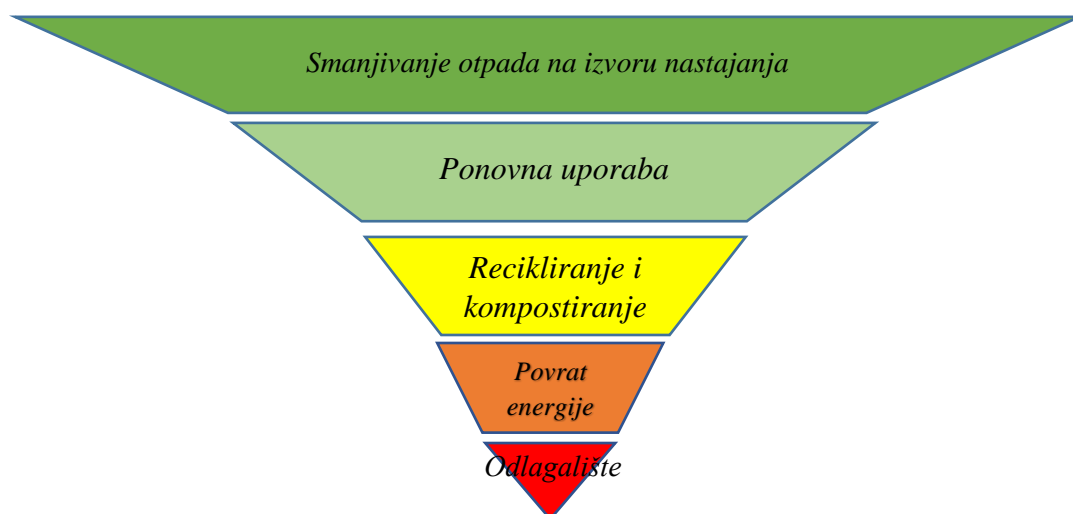 Smanjivanje otpada na izvoru nastajanja
Ponovna uporaba
Recikliranje i
kompostiranje
Povrat
energije
Odlagalište